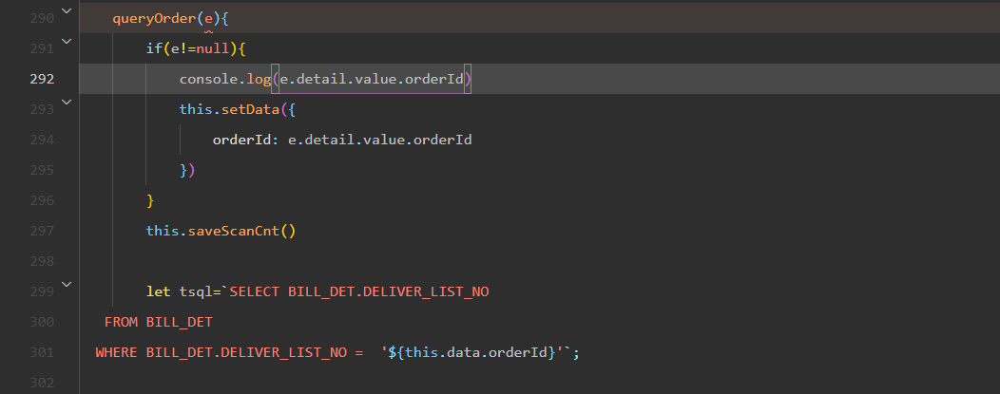 290 queryOrder(e){
291 if(e!=null){
292 console.log(e.detail.value.orderId)
293 this.setData({
294 orderId: e.detail.value.orderId
295 })
296 }
297 this.saveScanCnt()
298
299 let tsql=`SELECT BILL_DET.DELIVER_LIST_NO
300 FROM BILL_DET
301 WHERE BILL_DET.DELIVER_LIST_NO = '${this.data.orderId}'`;
302